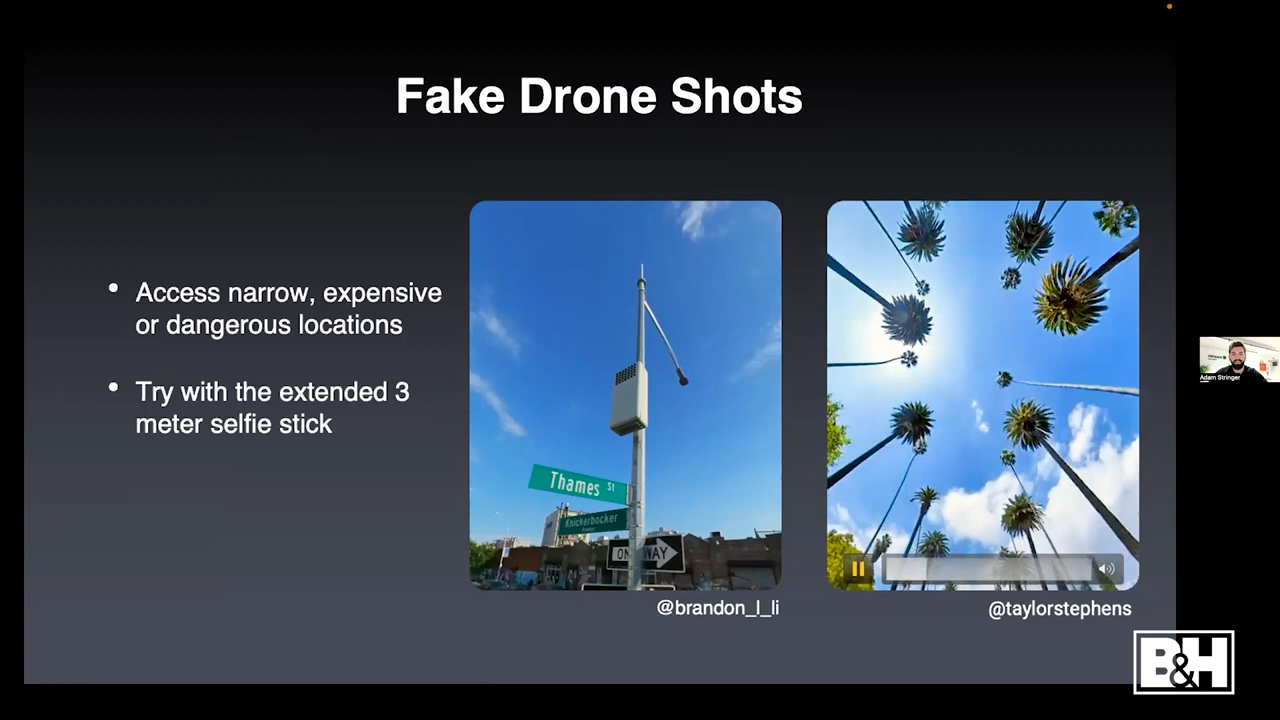 Fake Drone Shots
• Access narrow, expensive
or dangerous locations
• Try with the extended 3
meter selfie stick
Thames St
Knickerbocker
ONE WAY
@brandon_l_li
@taylorstephens
Adam Stringer
B&H